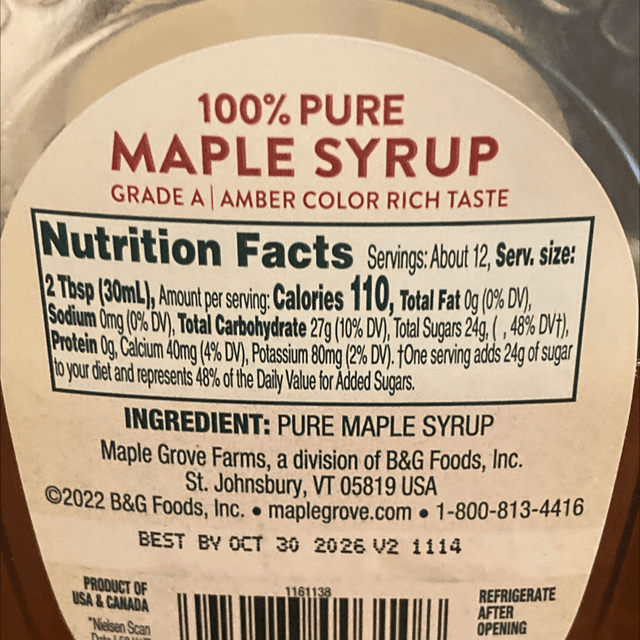 100% PURE
MAPLE SYRUP
GRADE A | AMBER COLOR RICH TASTE
Nutrition Facts Servings: About 12, Serv. size:
2 Tbsp (30mL), Amount per serving: Calories 110, Total Fat 0g (0% DV),
Sodium 0mg (0% DV), Total Carbohydrate 27g (10% DV), Total Sugars 24g, ( , 48% DV†),
Protein 0g, Calcium 40mg (4% DV), Potassium 80mg (2% DV). †One serving adds 24g of sugar
to your diet and represents 48% of the Daily Value for Added Sugars.
INGREDIENT: PURE MAPLE SYRUP
Maple Grove Farms, a division of B&G Foods, Inc.
St. Johnsbury, VT 05819 USA
©2022 B&G Foods, Inc. • maplegrove.com • 1-800-813-4416
BEST BY OCT 30 2026 V2 1114
PRODUCT OF
USA & CANADA
1161138
REFRIGERATE
AFTER
OPENING
"Nielsen Scan